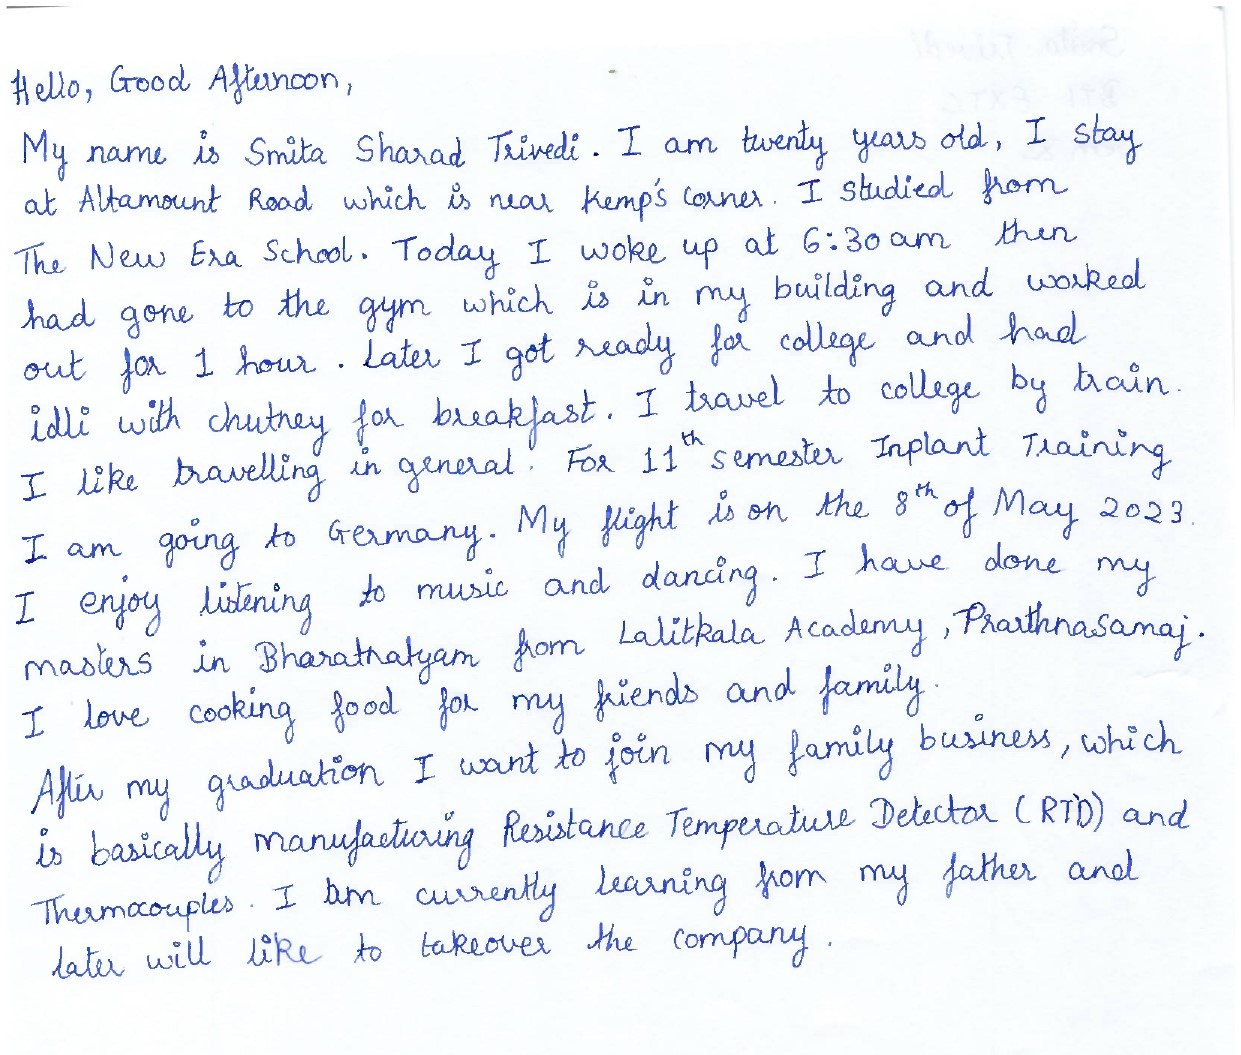 Hello, Good Afternoon,
My name is Smita Sharad Trivedi. I am twenty years old, I stay
at Altamount Road which is near Kemp's Corner. I studied from
The New Era School. Today I woke up at 6:30am then
had gone to the gym which is in my building and worked
out for 1 hour. Later I got ready for college and had
idli with chutney for breakfast. I travel to college by train.
I like travelling in general. For 11th semester Inplant Training
I am going to Germany. My flight is on the 8th of May 2023.
I enjoy listening to music and dancing. I have done my
masters in Bharatnatyam from Lalitkala Academy, Prarthnasamaj.
I love cooking food for my friends and family.
After my graduation I want to join my family business, which
is basically manufacturing Resistance Temperature Detector (RTD) and
Thermocouples. I am currently learning from my father and
later will like to takeover the company.